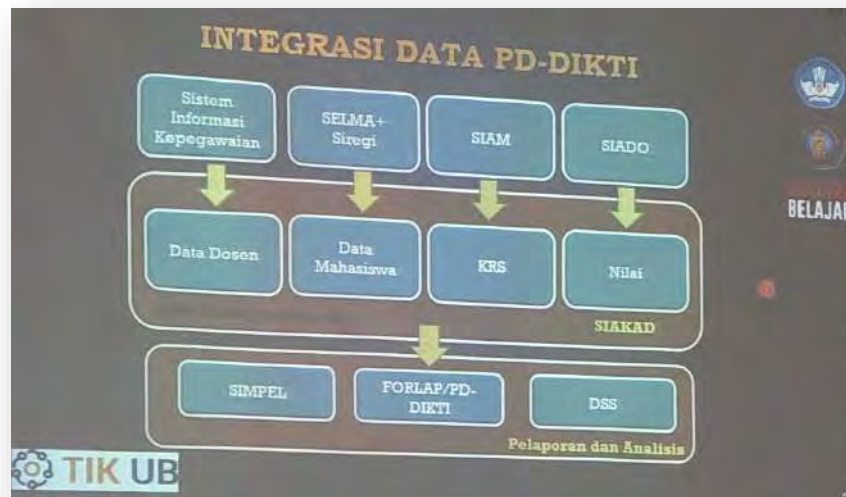 INTEGRASI DATA PD-DIKTI
Sistem
Informasi
Kepegawaian
SELMA+
Siregi
SIAM
SIADO
BELAJAR
Data Dosen
Data
Mahasiswa
KRS
Nilai
SIAKAD
SIMPEL
FORLAP/PD-
DIKTI
DSS
Pelaporan dan Analisis
TIK UB